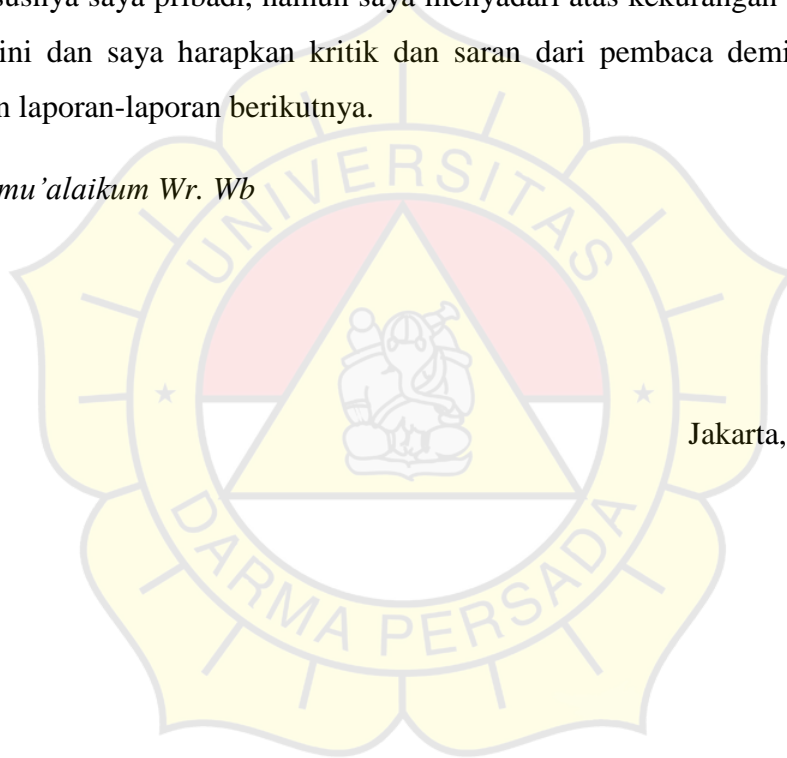 susnya saya pribadi, namun saya menyadari atas kekurangan
ini dan saya harapkan kritik dan saran dari pembaca demi
n laporan-laporan berikutnya.
mu’alaikum Wr. Wb
UNIVERSITAS
Jakarta,
DARMA PERSADA